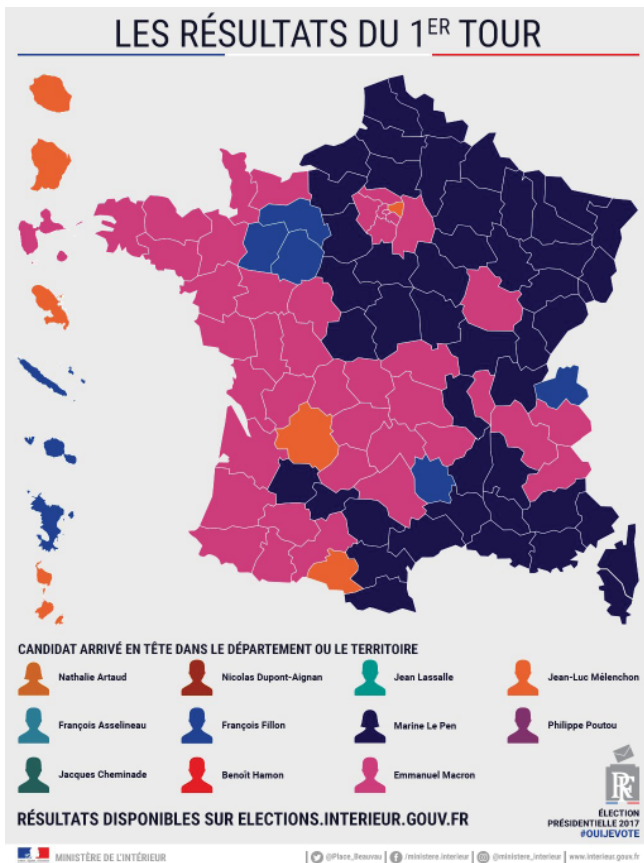 LES RÉSULTATS DU 1ER TOUR
CANDIDAT ARRIVÉ EN TÊTE DANS LE DÉPARTEMENT OU LE TERRITOIRE
Nathalie Artaud
Nicolas Dupont-Aignan
Jean Lassalle
Jean-Luc Mélenchon
François Asselineau
François Fillon
Marine Le Pen
Philippe Poutou
Jacques Cheminade
Benoît Hamon
Emmanuel Macron
RÉSULTATS DISPONIBLES SUR ELECTIONS.INTERIEUR.GOUV.FR
ÉLECTION
PRÉSIDENTIELLE 2017
#OUIJEVOTE
MINISTÈRE DE L'INTÉRIEUR
@Place_Beauvau
/ministere.interieur
@ministere_interieur
www.interieur.gouv.fr